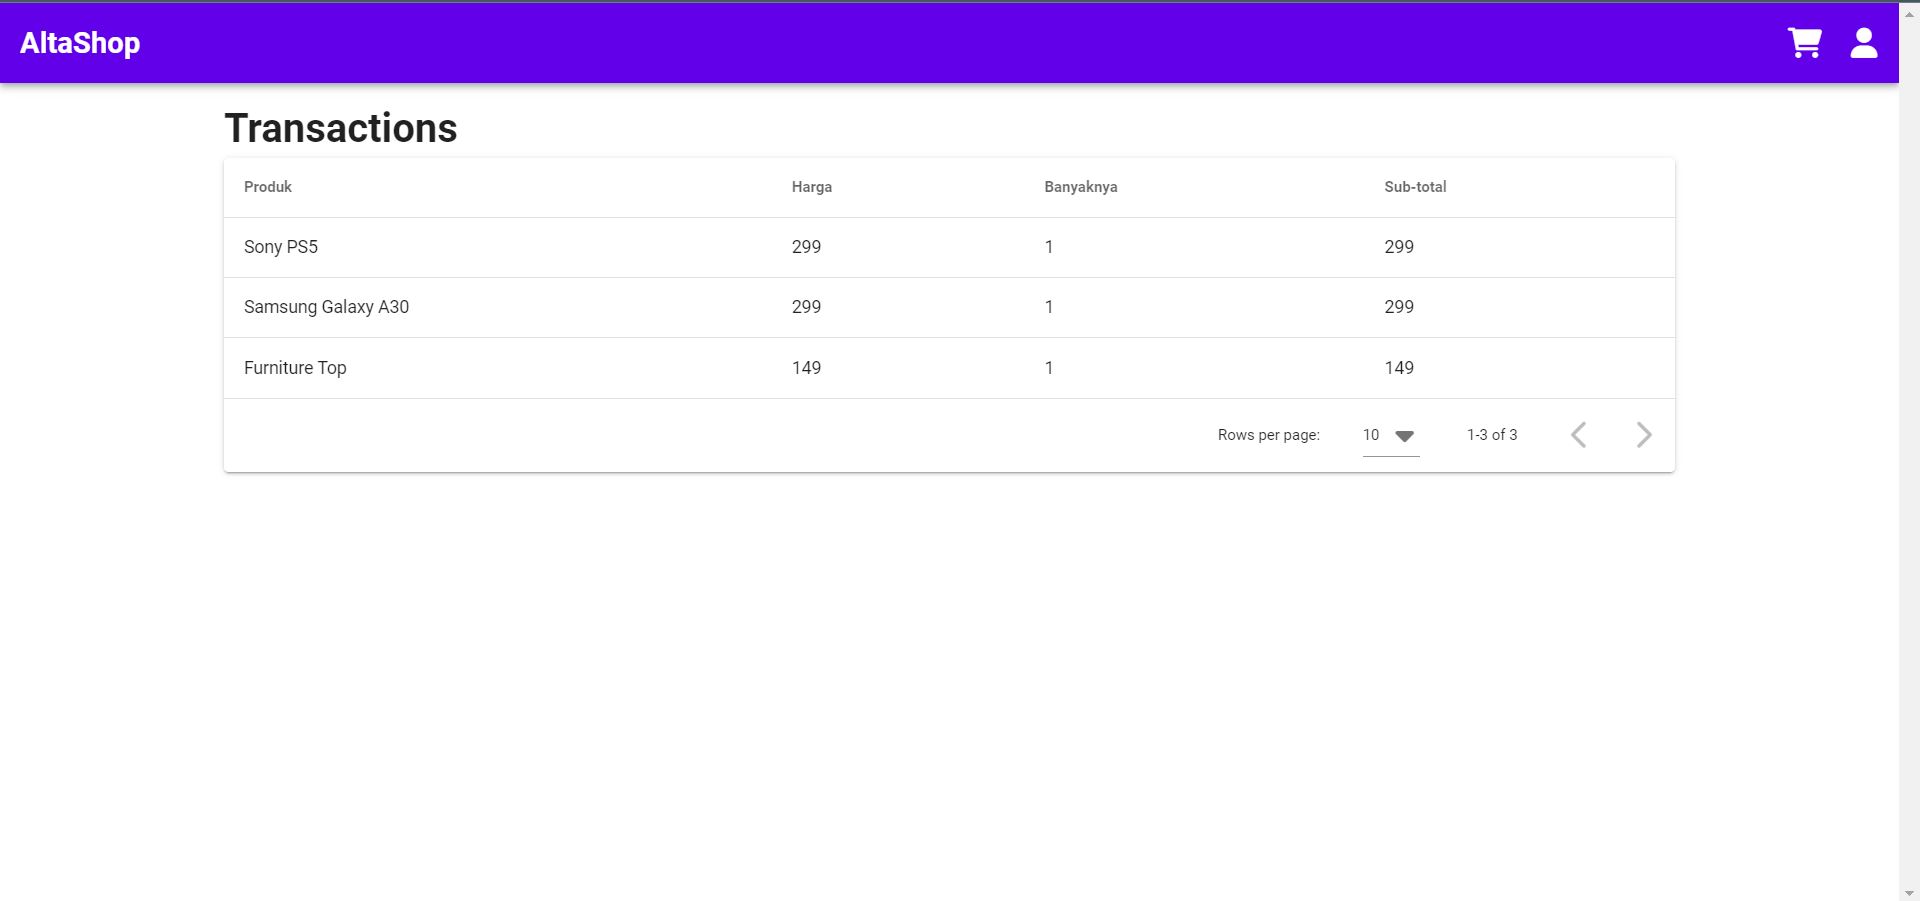 AltaShop
Transactions
Produk Harga Banyaknya Sub-total
Sony PS5 299 1 299
Samsung Galaxy A30 299 1 299
Furniture Top 149 1 149
Rows per page: 10 1-3 of 3